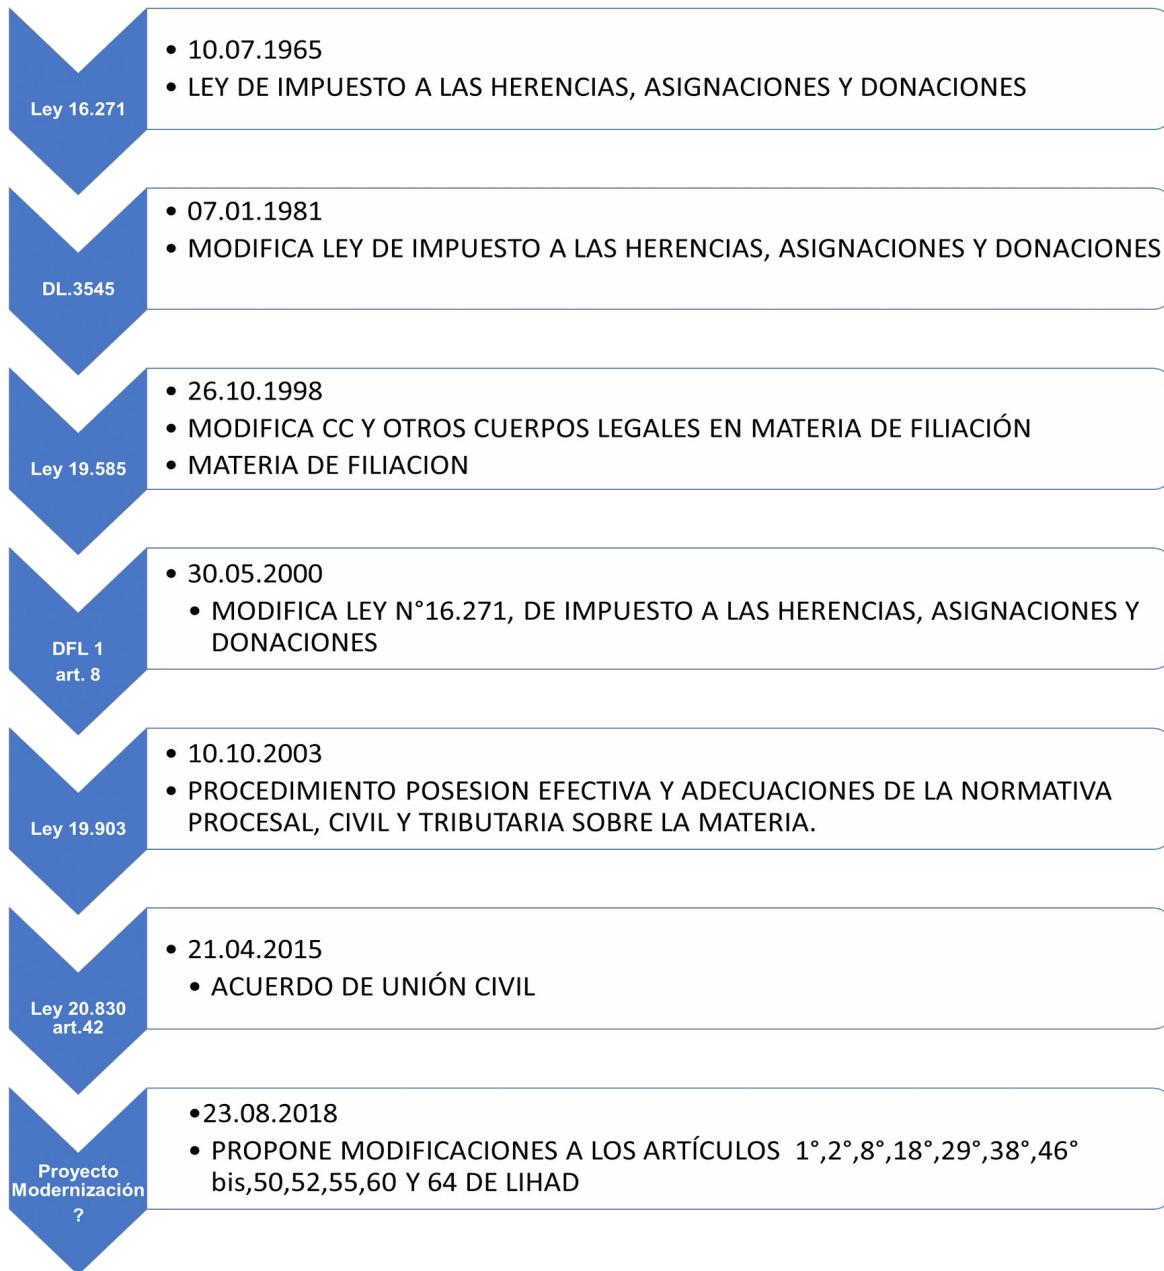 Ley 16.271
• 10.07.1965
• LEY DE IMPUESTO A LAS HERENCIAS, ASIGNACIONES Y DONACIONES
DL.3545
• 07.01.1981
• MODIFICA LEY DE IMPUESTO A LAS HERENCIAS, ASIGNACIONES Y DONACIONES
Ley 19.585
• 26.10.1998
• MODIFICA CC Y OTROS CUERPOS LEGALES EN MATERIA DE FILIACIÓN
• MATERIA DE FILIACION
DFL 1
art. 8
• 30.05.2000
• MODIFICA LEY N°16.271, DE IMPUESTO A LAS HERENCIAS, ASIGNACIONES Y
DONACIONES
Ley 19.903
• 10.10.2003
• PROCEDIMIENTO POSESION EFECTIVA Y ADECUACIONES DE LA NORMATIVA
PROCESAL, CIVIL Y TRIBUTARIA SOBRE LA MATERIA.
Ley 20.830
art.42
• 21.04.2015
• ACUERDO DE UNIÓN CIVIL
Proyecto
Modernización
?
•23.08.2018
• PROPONE MODIFICACIONES A LOS ARTÍCULOS 1°,2°,8°,18°,29°,38°,46°
bis,50,52,55,60 Y 64 DE LIHAD